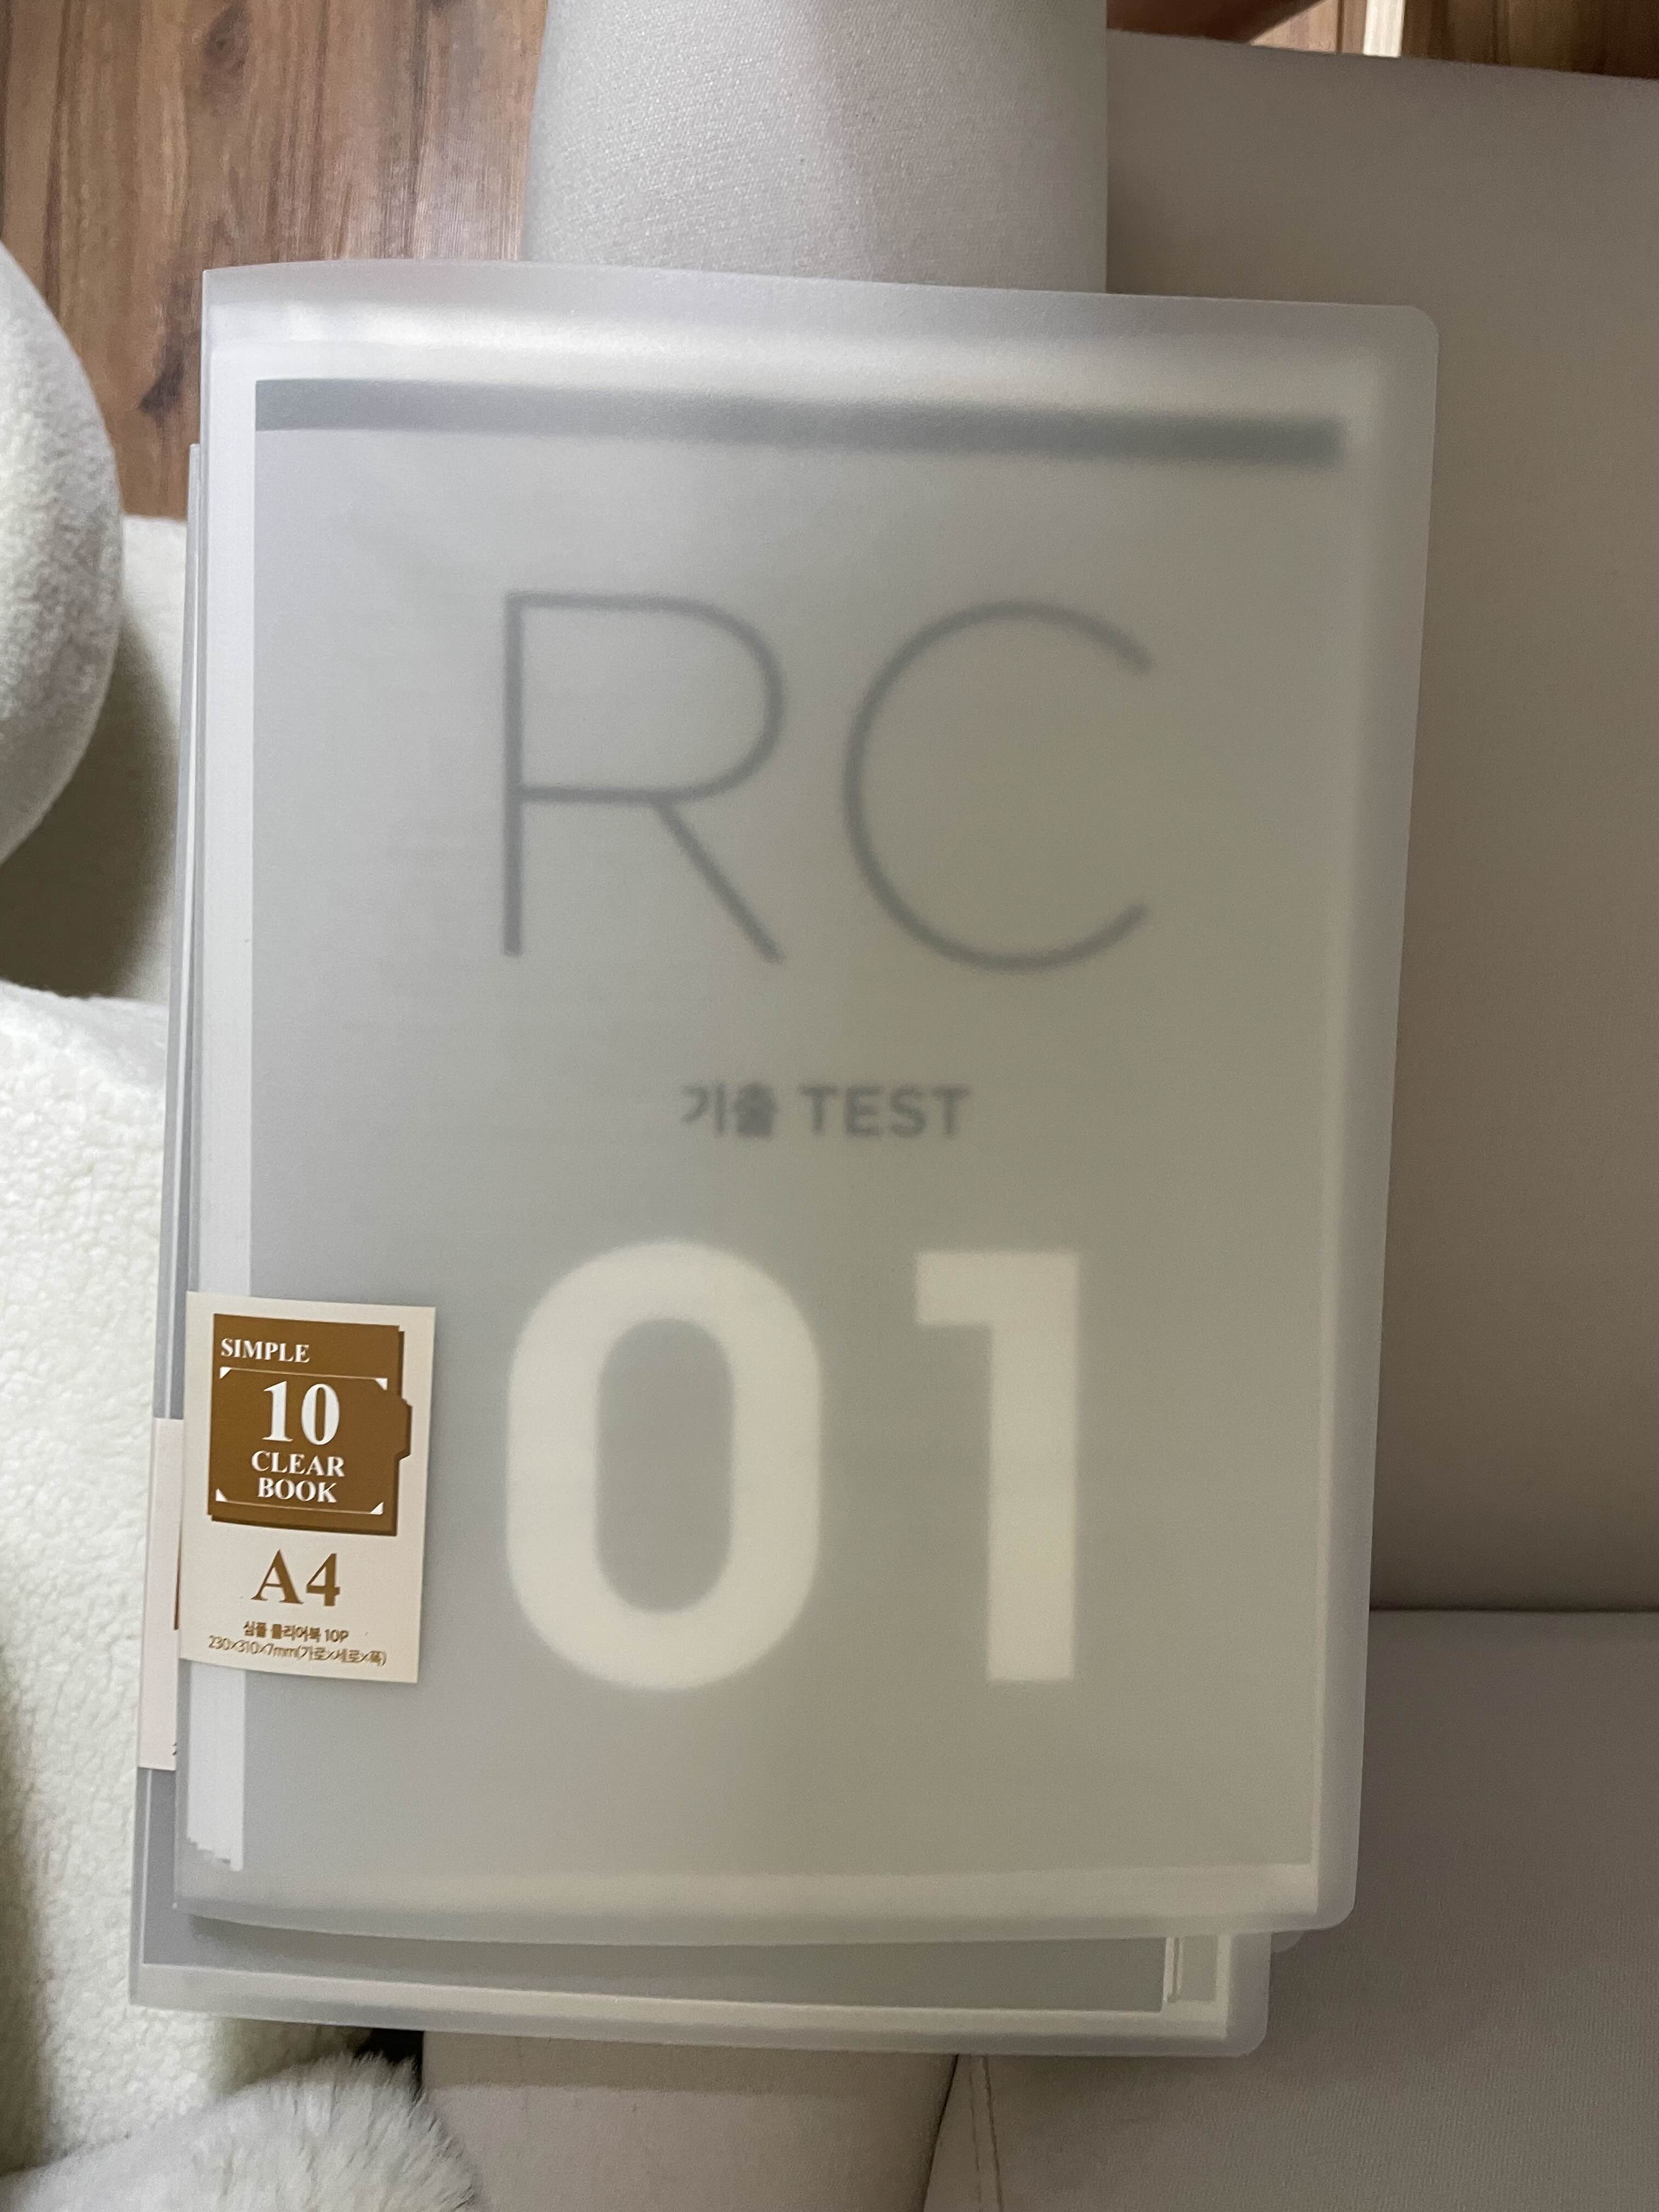 RC
기출 TEST
01
SIMPLE
10
CLEAR
BOOK
A4
심플 클리어북 10P
230×310×7mm(가로×세로×폭)